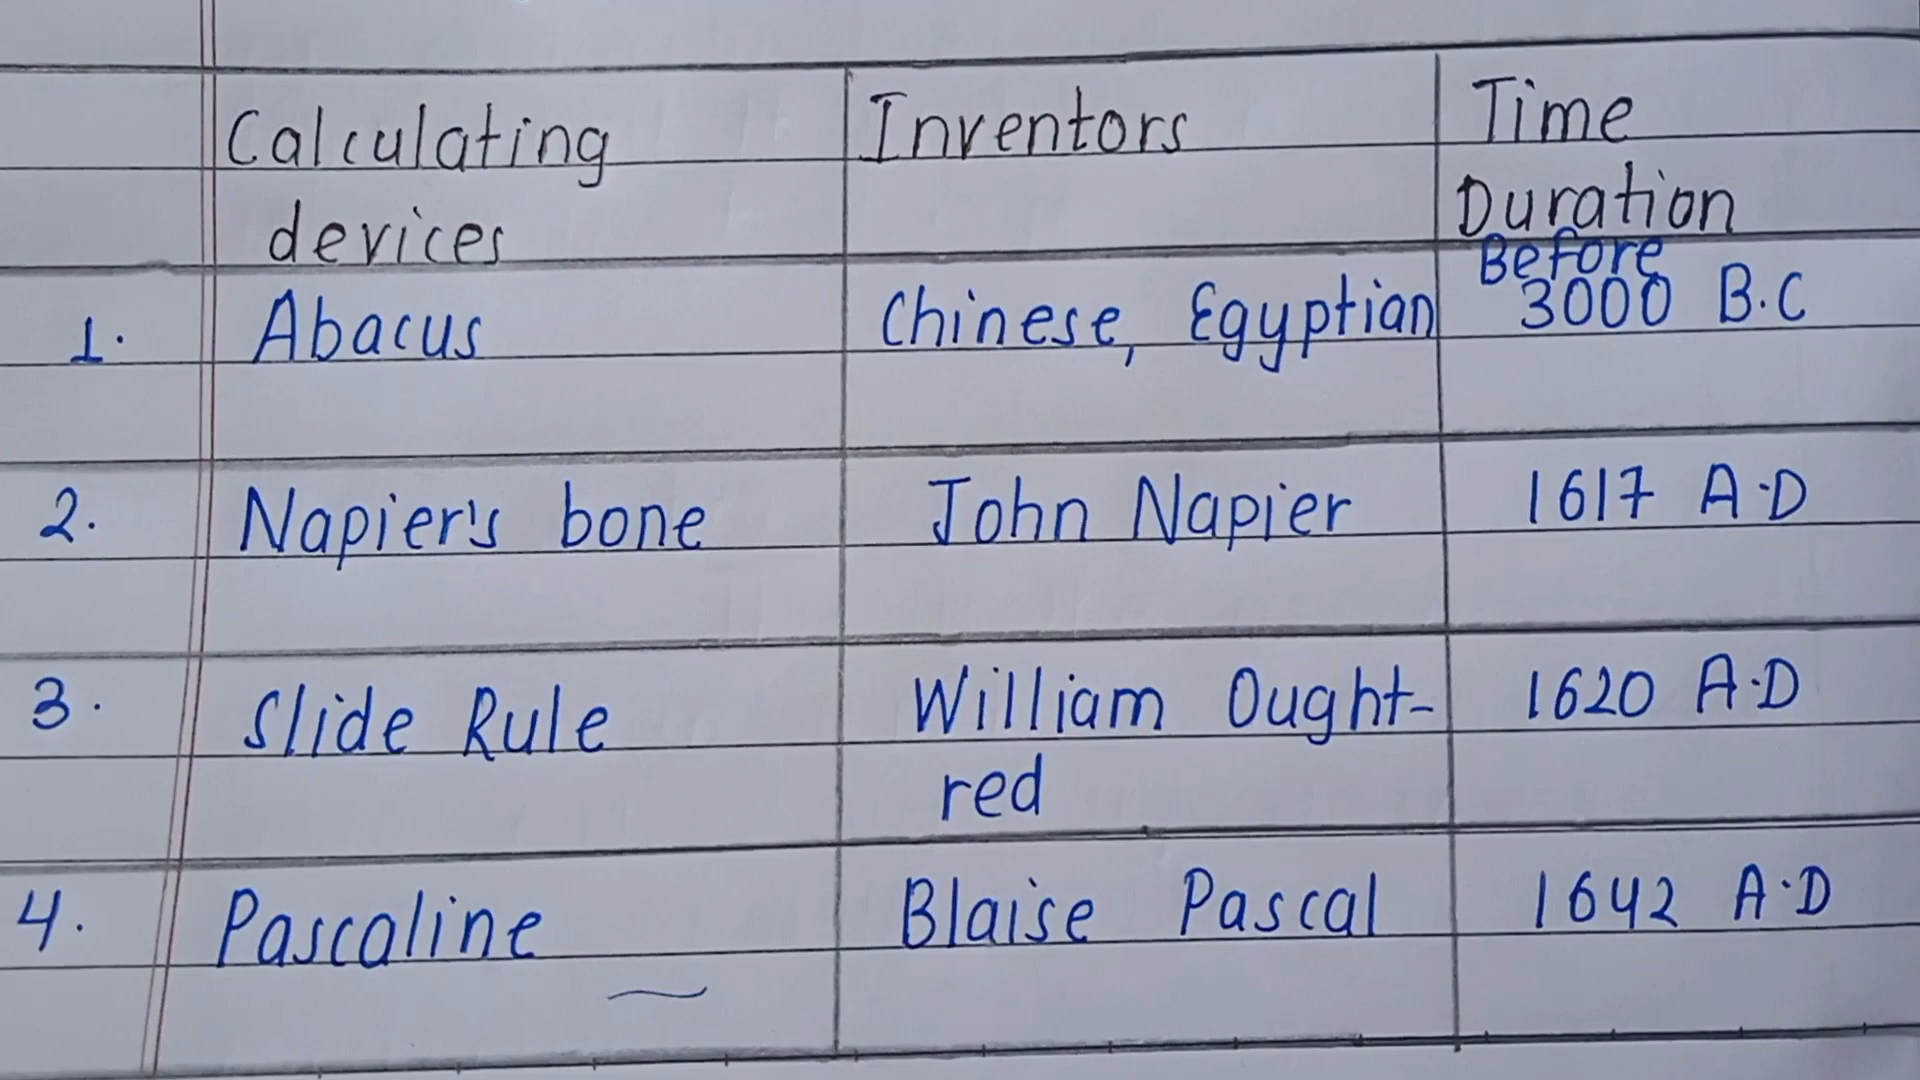 Calculating devices Inventors Time Duration
1. Abacus Chinese, Egyptian Before 3000 B.C
2. Napier's bone John Napier 1617 A.D
3. Slide Rule William Ought-
red 1620 A.D
4. Pascaline Blaise Pascal 1642 A.D